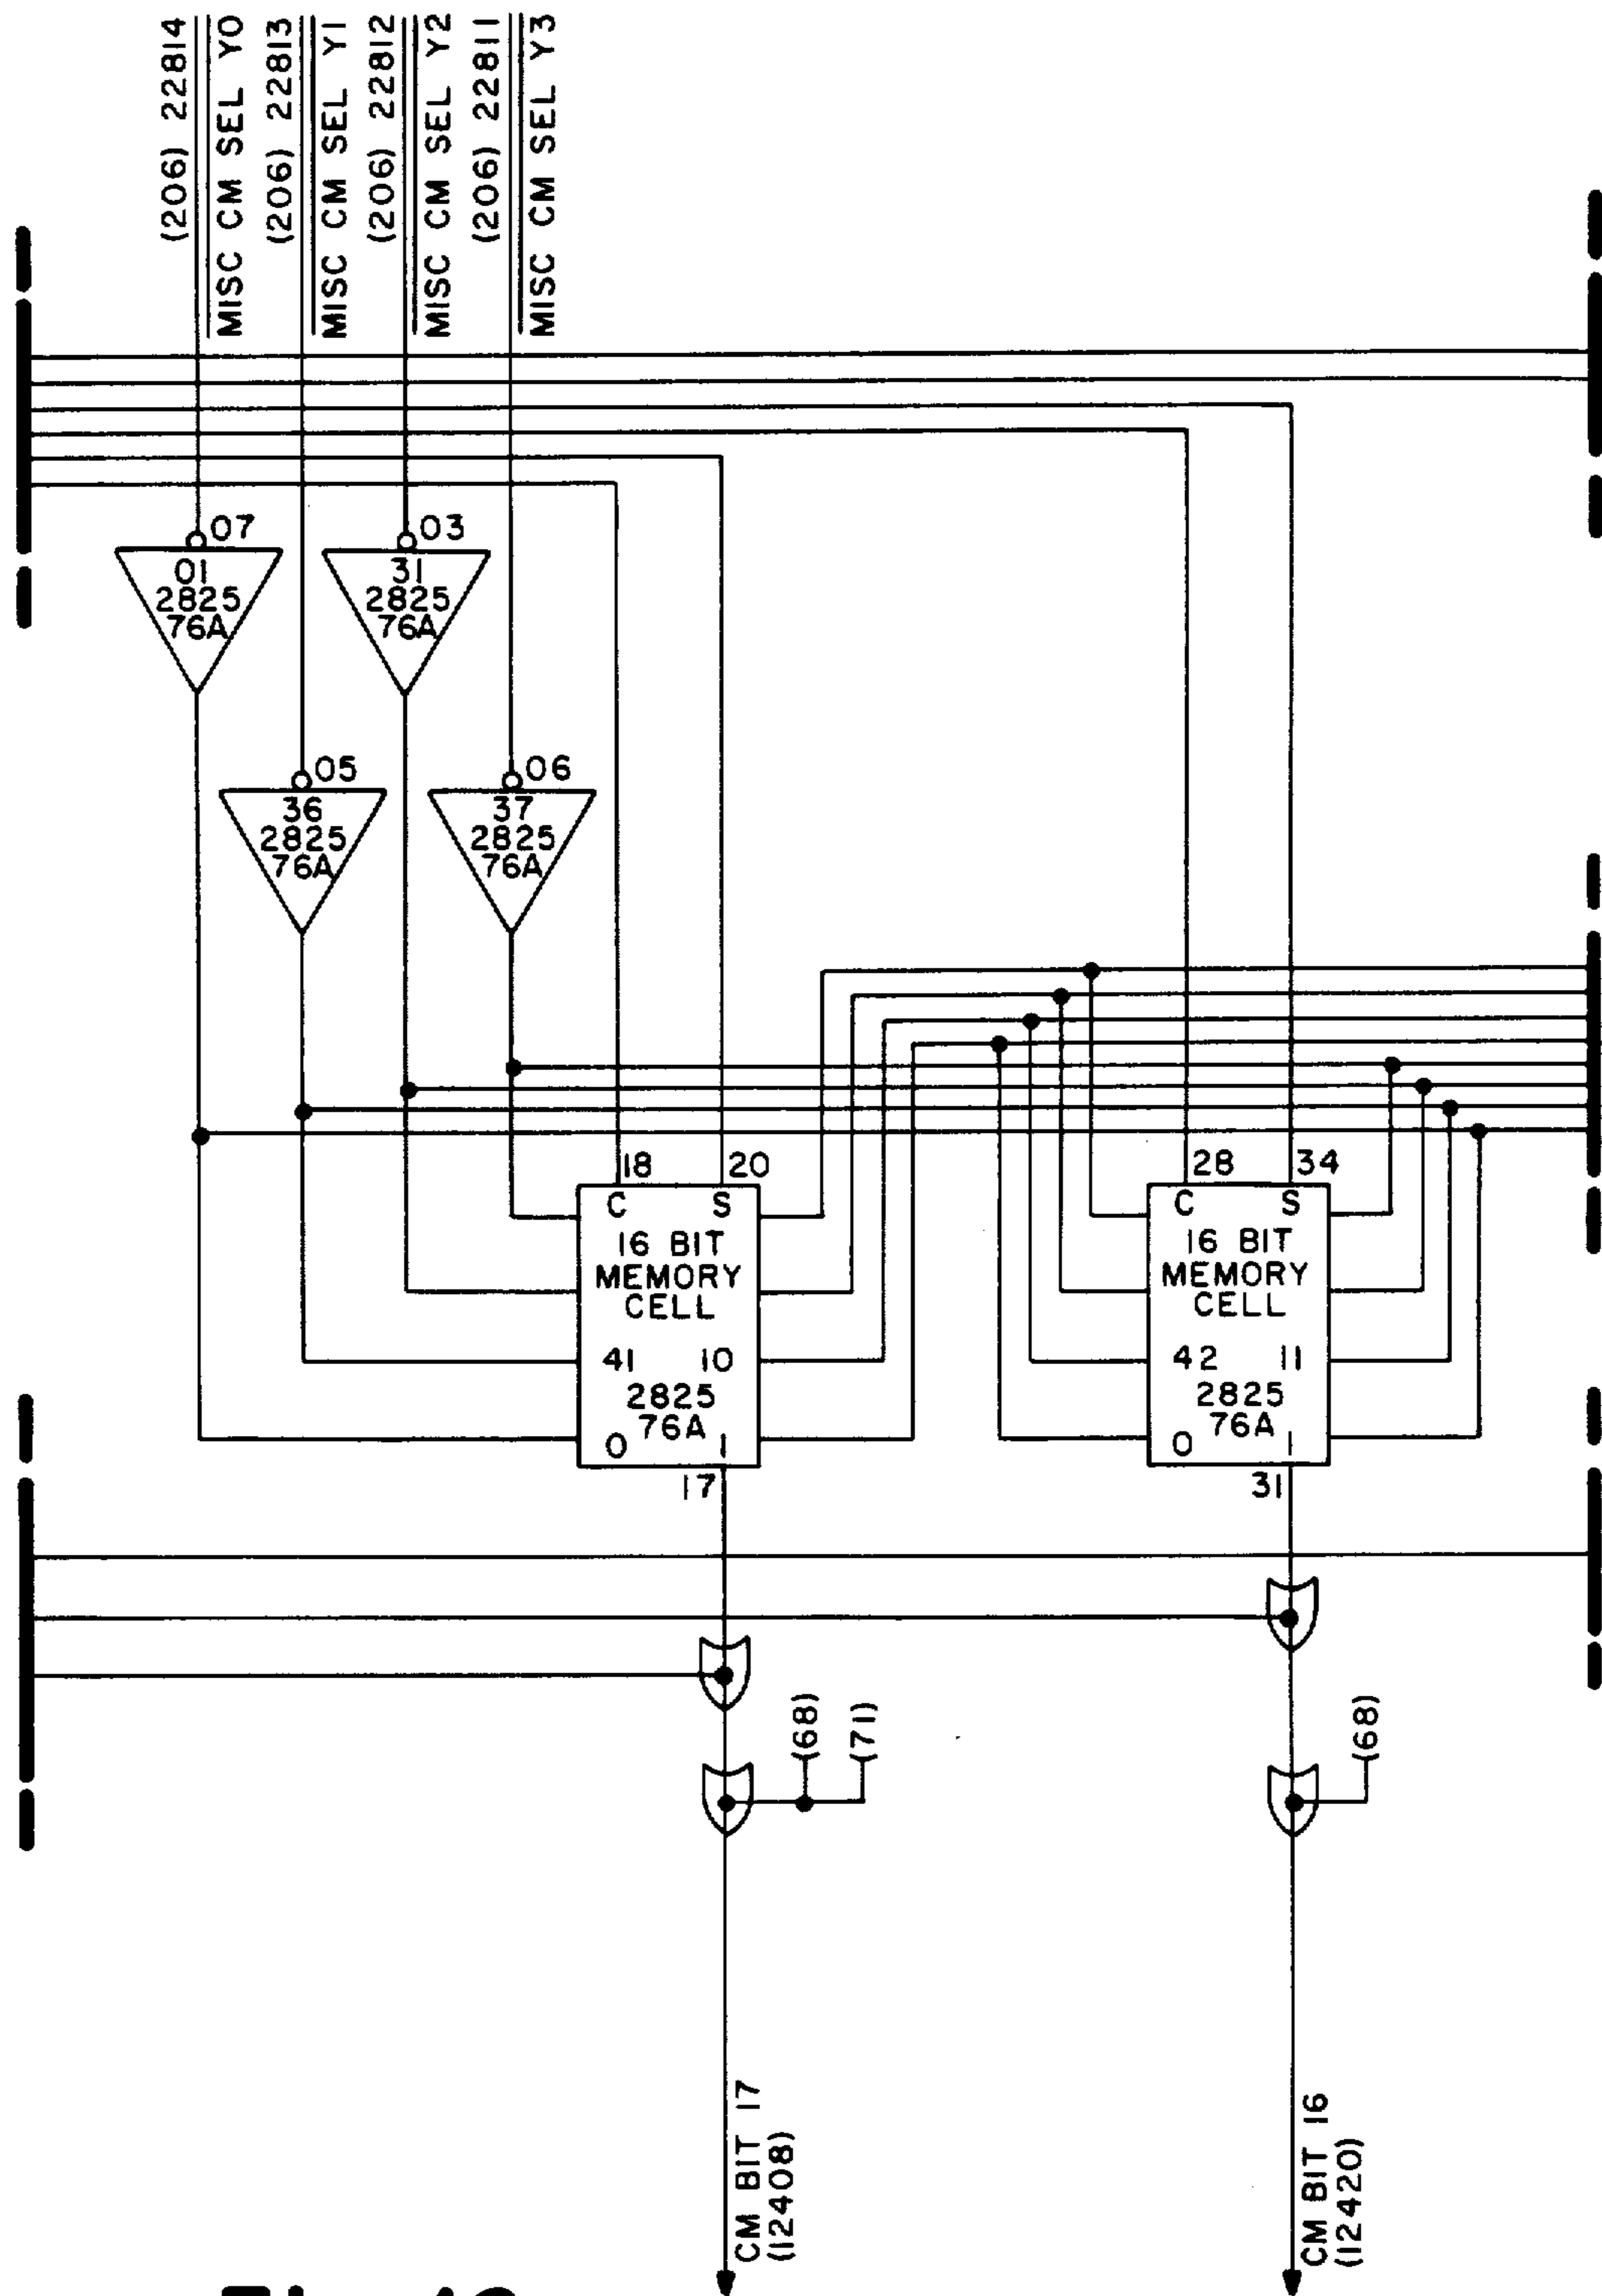 (206) 22814
MISC CM SEL Y0
(206) 22813
MISC CM SEL Y1
(206) 22812
MISC CM SEL Y2
(206) 22811
MISC CM SEL Y3
07
01
2825
76A
03
31
2825
76A
05
36
2825
76A
06
37
2825
76A
18 20
C S
16 BIT
MEMORY
CELL
41 10
2825
76A
0 1
17
28 34
C S
16 BIT
MEMORY
CELL
42 11
2825
76A
0 1
31
(68)
(71)
(68)
CM BIT 17
(12408)
CM BIT 16
(12420)